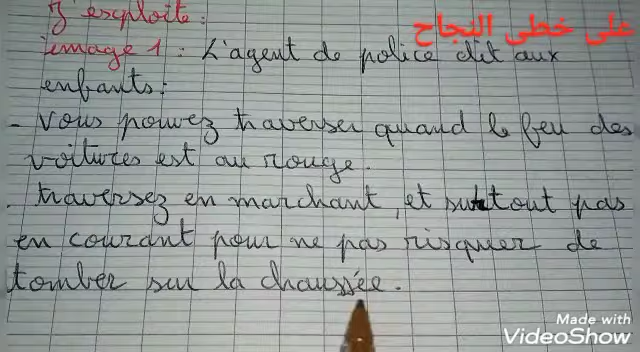 J'exploite:
على خطى النجاح
image 1: L'agent de police dit aux
enfants:
- Vous pouvez traverser quand le feu des
voitures est au rouge.
- traversez en marchant, et surtout pas
en courant pour ne pas risquer de
tomber sur la chaussée.
Made with
VideoShow